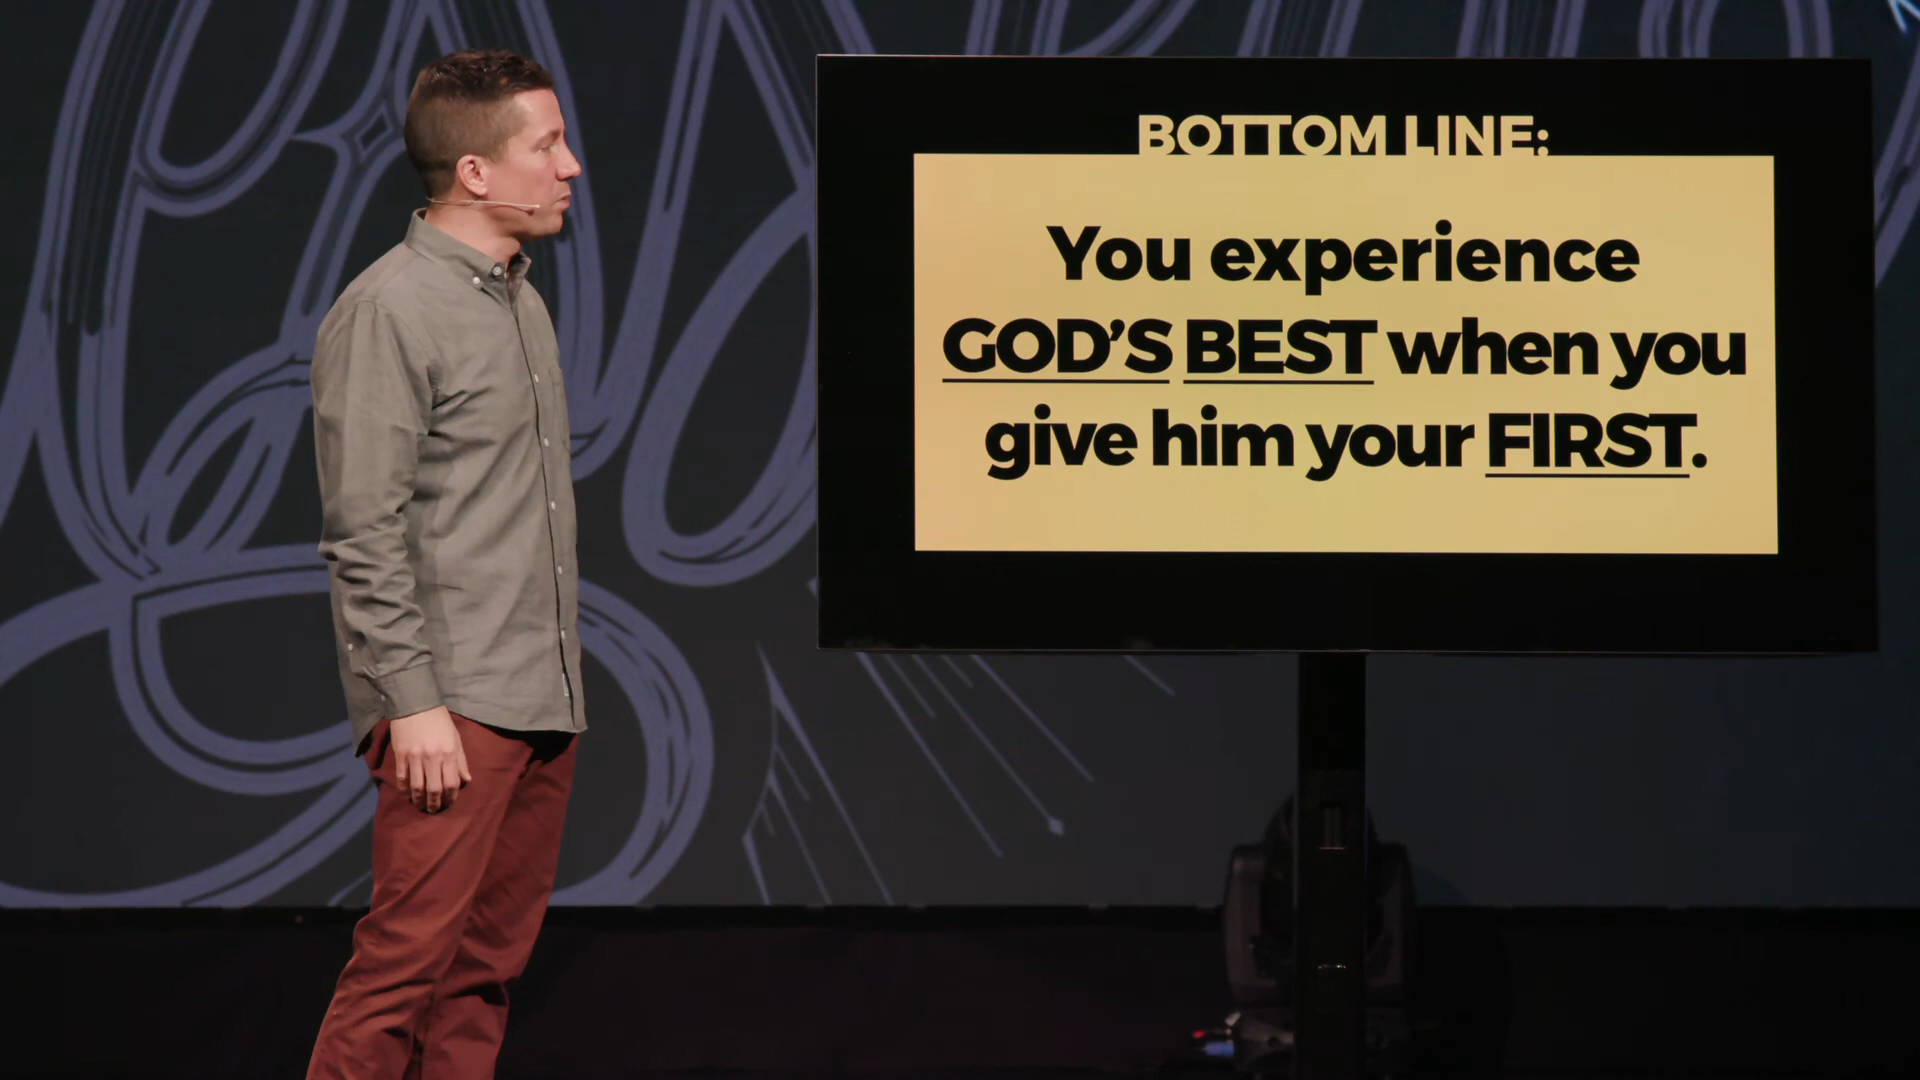 BOTTOM LINE:
You experience
GOD'S BEST when you
give him your FIRST.